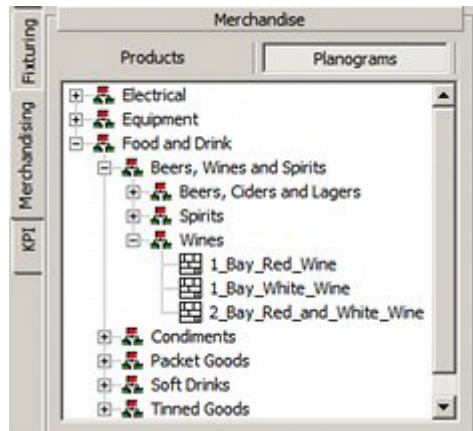 Merchandise
Products
Planograms
Fixturing
Merchandising
KPI
Electrical
Equipment
Food and Drink
Beers, Wines and Spirits
Beers, Ciders and Lagers
Spirits
Wines
1_Bay_Red_Wine
1_Bay_White_Wine
2_Bay_Red_and_White_Wine
Condiments
Packet Goods
Soft Drinks
Tinned Goods